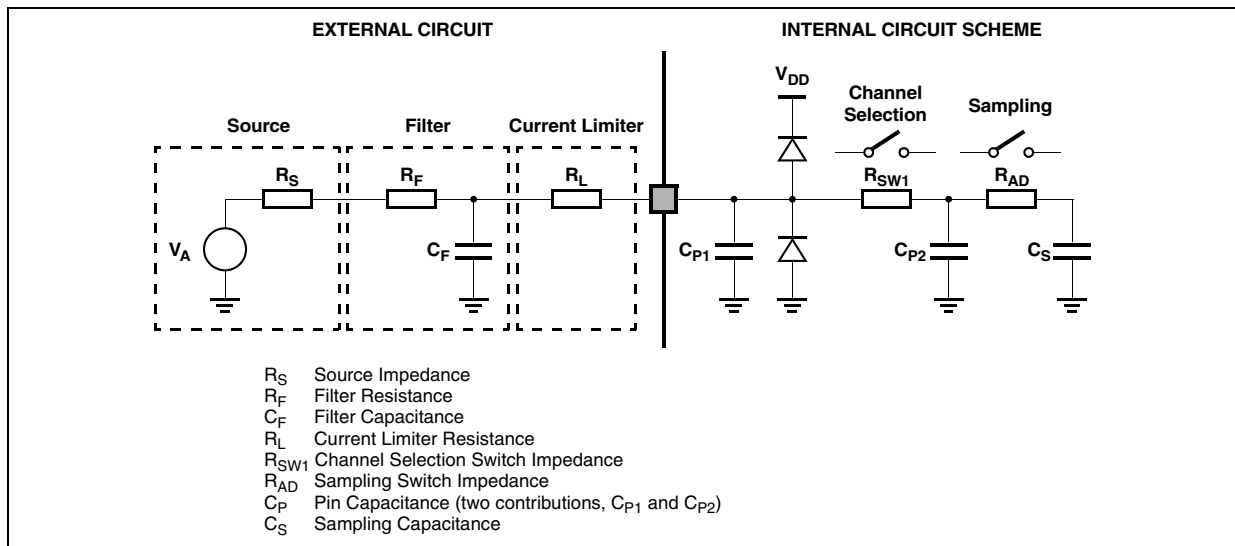 EXTERNAL CIRCUIT
INTERNAL CIRCUIT SCHEME
VDD
Channel
Selection
Sampling
Source
Filter
Current Limiter
RS
RF
RL
RSW1
RAD
VA
CF
CP1
CP2
CS
RS Source Impedance
RF Filter Resistance
CF Filter Capacitance
RL Current Limiter Resistance
RSW1 Channel Selection Switch Impedance
RAD Sampling Switch Impedance
CP Pin Capacitance (two contributions, CP1 and CP2)
CS Sampling Capacitance